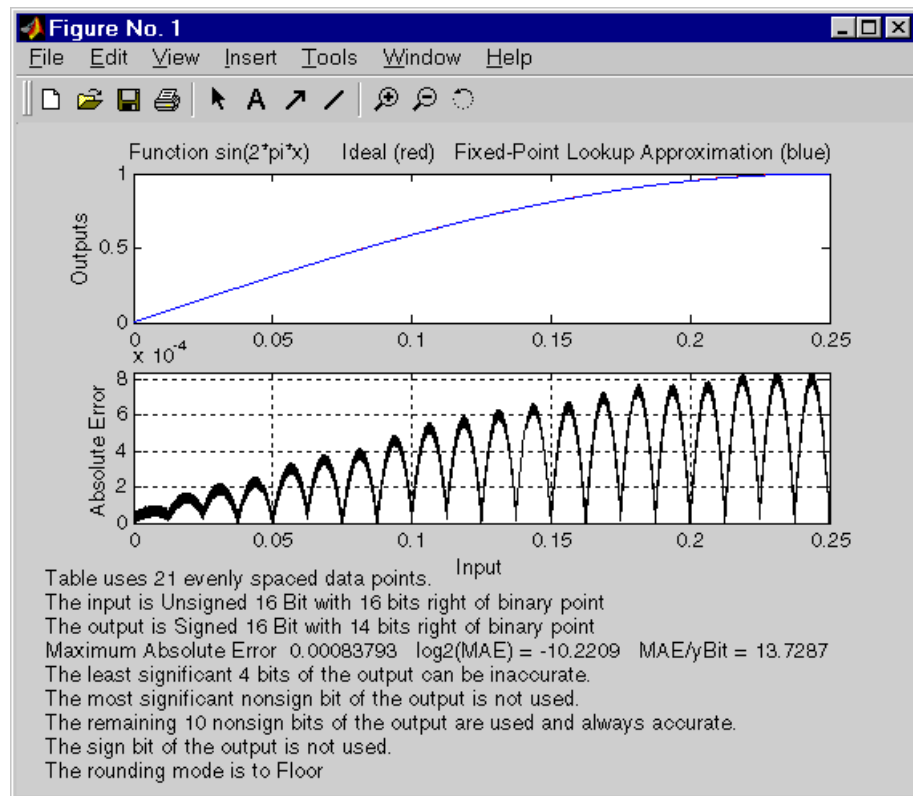 Figure No. 1
File Edit View Insert Tools Window Help
A
Function sin(2*pi*x) Ideal (red) Fixed-Point Lookup Approximation (blue)
1
0.5
0
Outputs
0 0.05 0.1 0.15 0.2 0.25
x 10^-4
8
6
4
2
0
Absolute Error
0 0.05 0.1 0.15 0.2 0.25
Input
Table uses 21 evenly spaced data points.
The input is Unsigned 16 Bit with 16 bits right of binary point
The output is Signed 16 Bit with 14 bits right of binary point
Maximum Absolute Error 0.00083793 log2(MAE) = -10.2209 MAE/yBit = 13.7287
The least significant 4 bits of the output can be inaccurate.
The most significant nonsign bit of the output is not used.
The remaining 10 nonsign bits of the output are used and always accurate.
The sign bit of the output is not used.
The rounding mode is to Floor